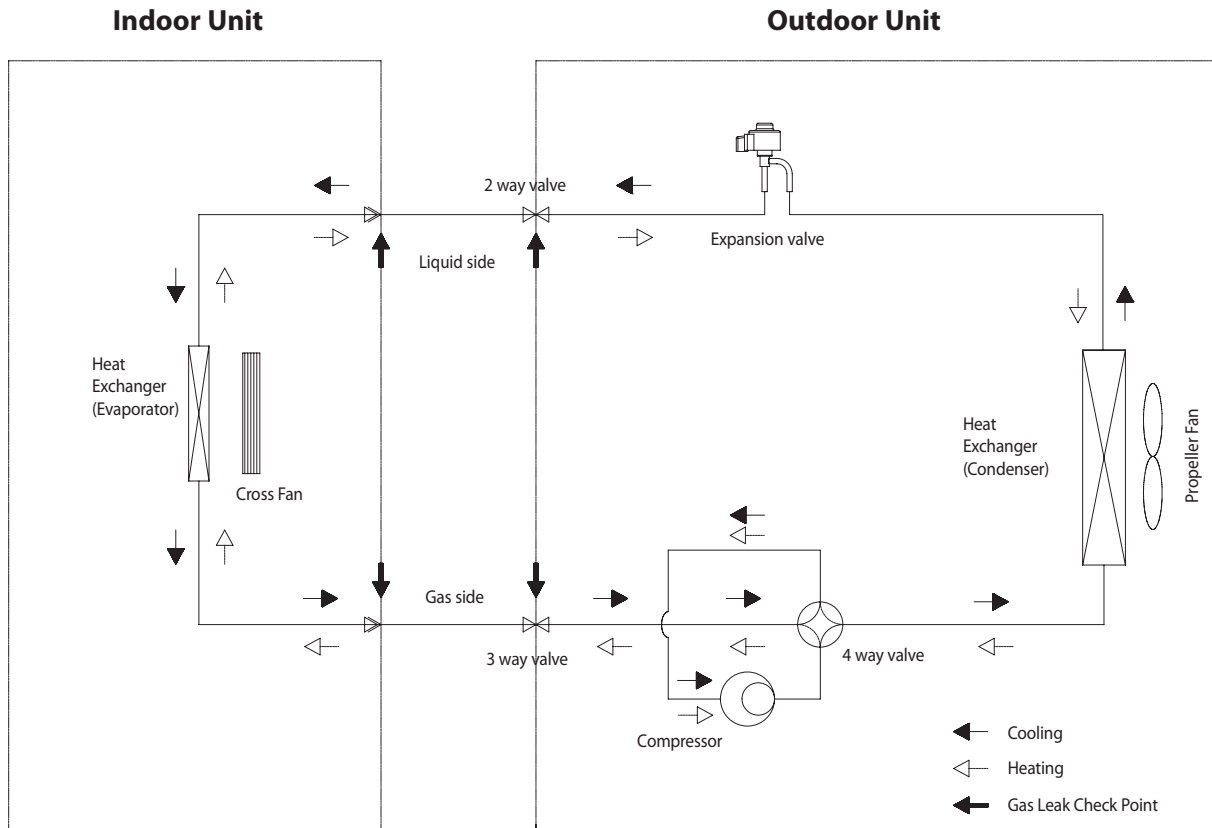 Indoor Unit
Outdoor Unit
2 way valve
Expansion valve
Liquid side
Heat
Exchanger
(Evaporator)
Cross Fan
Heat
Exchanger
(Condenser)
Propeller Fan
Gas side
3 way valve
4 way valve
Compressor
Cooling
Heating
Gas Leak Check Point